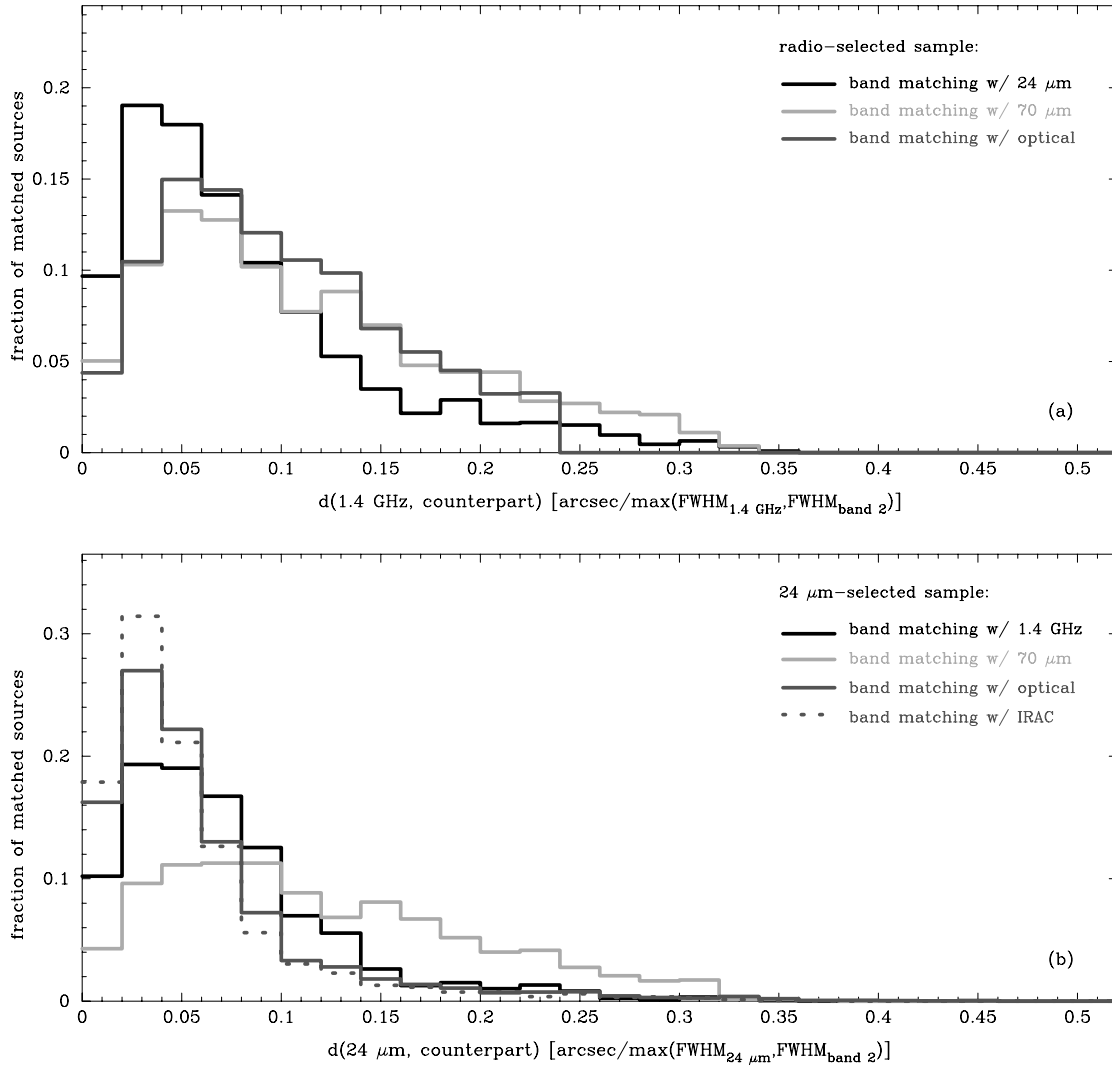 radio-selected sample:
band matching w/ 24 μm
band matching w/ 70 μm
band matching w/ optical
fraction of matched sources
0.2
0.15
0.1
0.05
0
(a)
0 0.05 0.1 0.15 0.2 0.25 0.3 0.35 0.4 0.45 0.5
d(1.4 GHz, counterpart) [arcsec/max(FWHM1.4 GHz,FWHMband 2)]
24 μm-selected sample:
band matching w/ 1.4 GHz
band matching w/ 70 μm
band matching w/ optical
band matching w/ IRAC
fraction of matched sources
0.3
0.2
0.1
0
(b)
0 0.05 0.1 0.15 0.2 0.25 0.3 0.35 0.4 0.45 0.5
d(24 μm, counterpart) [arcsec/max(FWHM24 μm,FWHMband 2)]